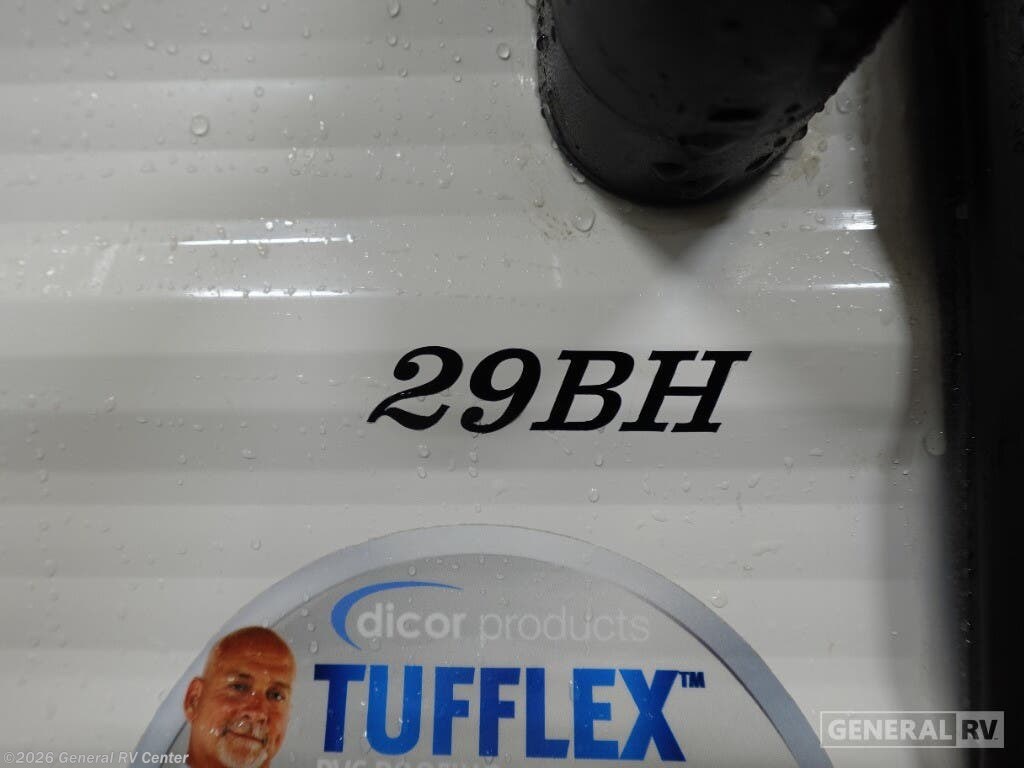 29BH
dicor products
TUFFLEX™
GENERAL RV
©2026 General RV Center